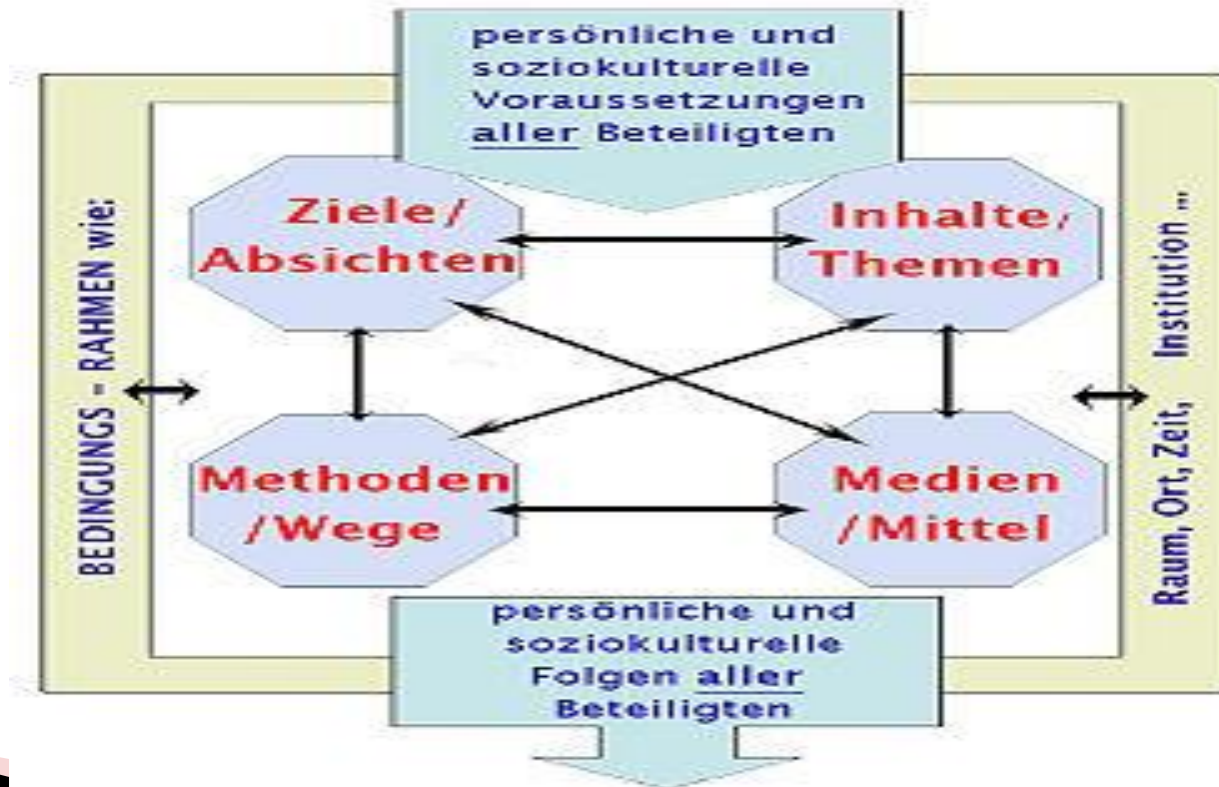 persönliche und
soziokulturelle
Voraussetzungen
aller Beteiligten
BEDINGUNGS - RAHMEN wie:
Ziele/
Absichten
Inhalte/
Themen
Methoden
/Wege
Medien
/Mittel
Raum, Ort, Zeit, Institution ...
persönliche und
soziokulturelle
Folgen aller
Beteiligten